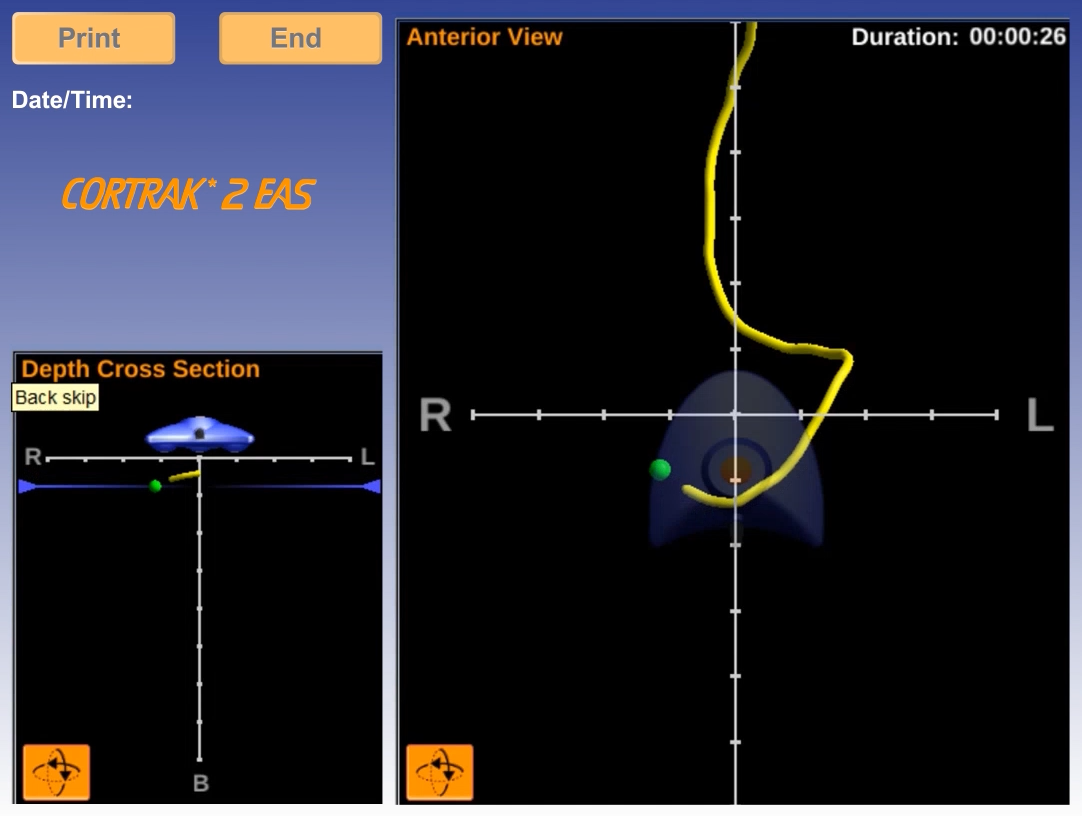 Print
End
Date/Time:
CORTRAK* 2 EAS
Depth Cross Section
Back skip
R
L
B
Anterior View
Duration: 00:00:26
R
L